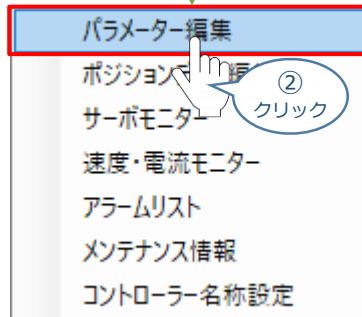 パラメーター編集
ポジション
②
クリック
サーボモニター
速度・電流モニター
アラームリスト
メンテナンス情報
コントローラー名称設定